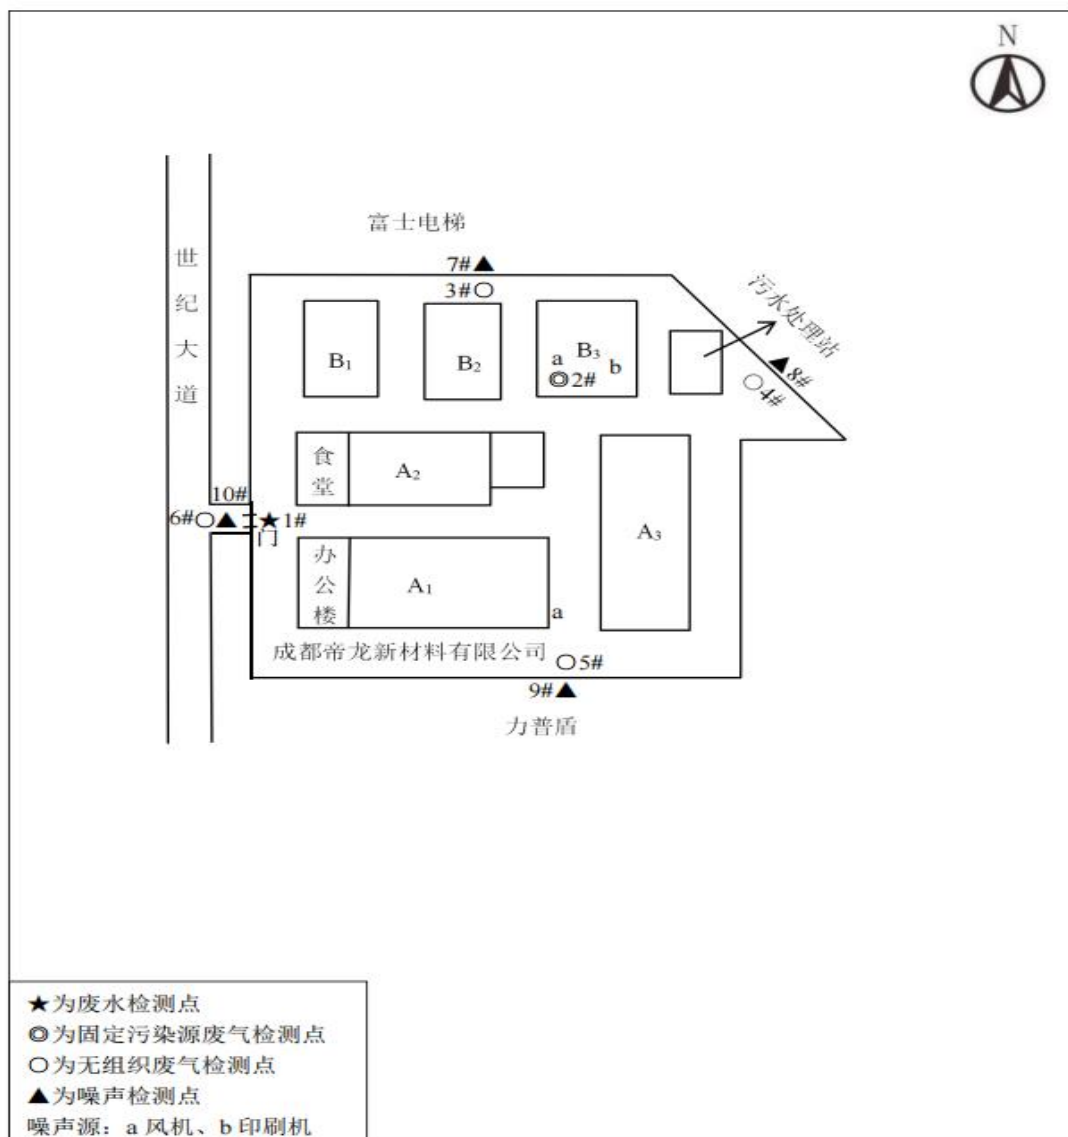 N
富士电梯
世纪大道
7#▲
3#○
污水处理站
B₁
B₂
B₃
a
b
◎2#
▲8#
○4#
食堂
A₂
10#
6#○▲
★1#
门
A₃
办公楼
A₁
a
成都帝龙新材料有限公司
○5#
9#▲
力普盾
★为废水检测点
◎为固定污染源废气检测点
○为无组织废气检测点
▲为噪声检测点
噪声源：a 风机、b 印刷机